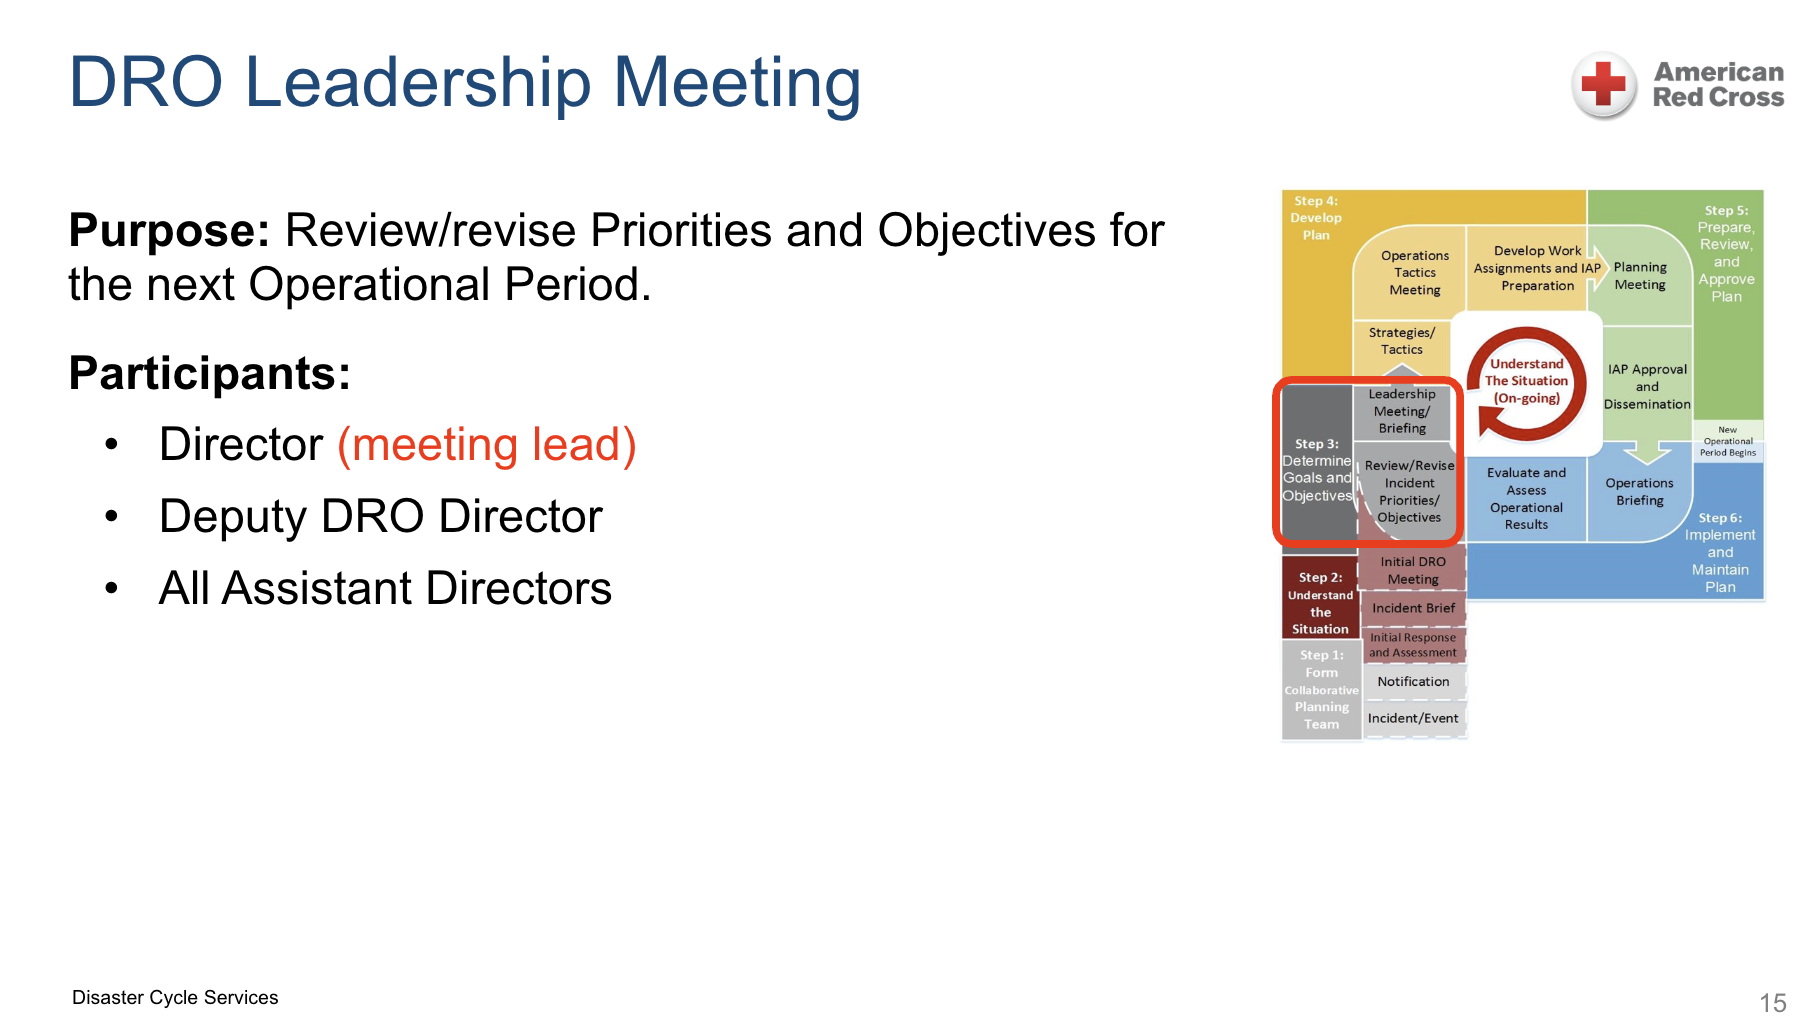 DRO Leadership Meeting
American
Red Cross
Purpose: Review/revise Priorities and Objectives for
the next Operational Period.
Participants:
• Director (meeting lead)
• Deputy DRO Director
• All Assistant Directors
Step 4:
Develop
Plan
Operations
Tactics
Meeting
Develop Work
Assignments and IAP
Preparation
Planning
Meeting
Step 5:
Prepare,
Review,
and
Approve
Plan
Strategies/
Tactics
Understand
The Situation
(On-going)
IAP Approval
and
Dissemination
New
Operational
Period Begins
Step 3:
Determine
Goals and
Objectives
Leadership
Meeting/
Briefing
Review/Revise
Incident
Priorities/
Objectives
Evaluate and
Assess
Operational
Results
Operations
Briefing
Step 6:
Implement
and
Maintain
Plan
Step 2:
Understand
the
Situation
Initial DRO
Meeting
Incident Brief
Initial Response
and Assessment
Step 1:
Form
Collaborative
Planning
Team
Notification
Incident/Event
Disaster Cycle Services
15